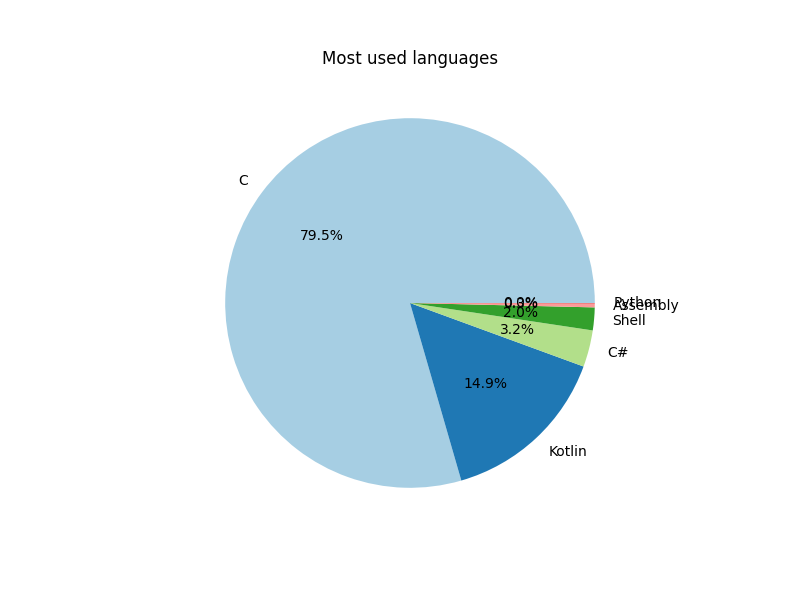 Most used languages
C
79.5%
Python
Assembly
2.0%
Shell
3.2%
C#
14.9%
Kotlin